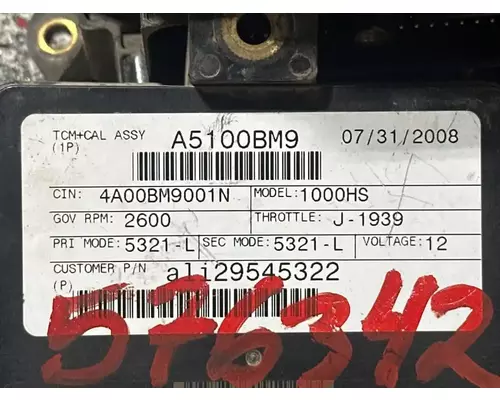 TCM+CAL ASSY A5100BM9 07/31/2008
(1P)
CIN: 4A00BM9001N MODEL: 1000HS
GOV RPM: 2600 THROTTLE: J-1939
PRI MODE: 5321-L SEC MODE: 5321-L VOLTAGE: 12
CUSTOMER P/N ali29545322
(P)
576342